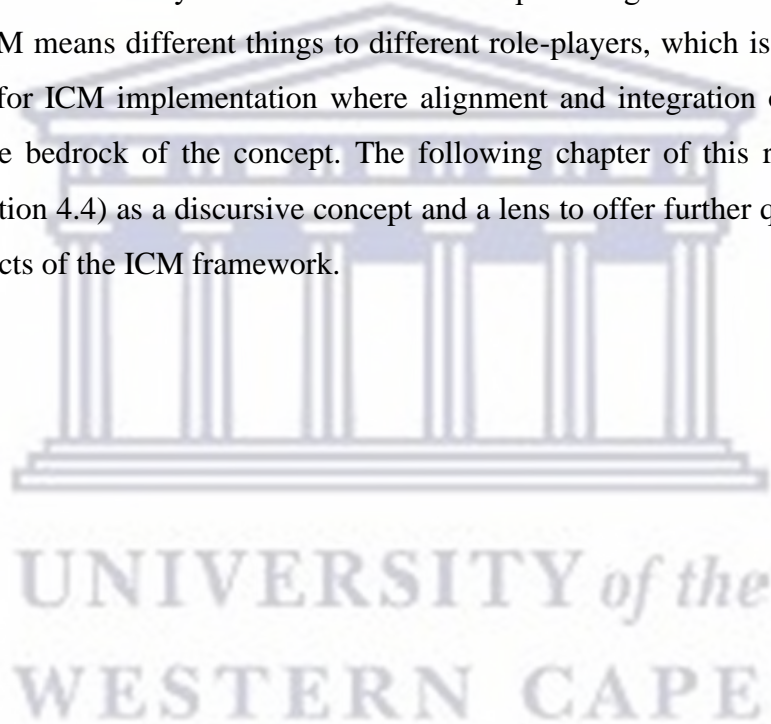 M means different things to different role-players, which is
for ICM implementation where alignment and integration
e bedrock of the concept. The following chapter of this
tion 4.4) as a discursive concept and a lens to offer further
cts of the ICM framework.
UNIVERSITY of the
WESTERN CAPE